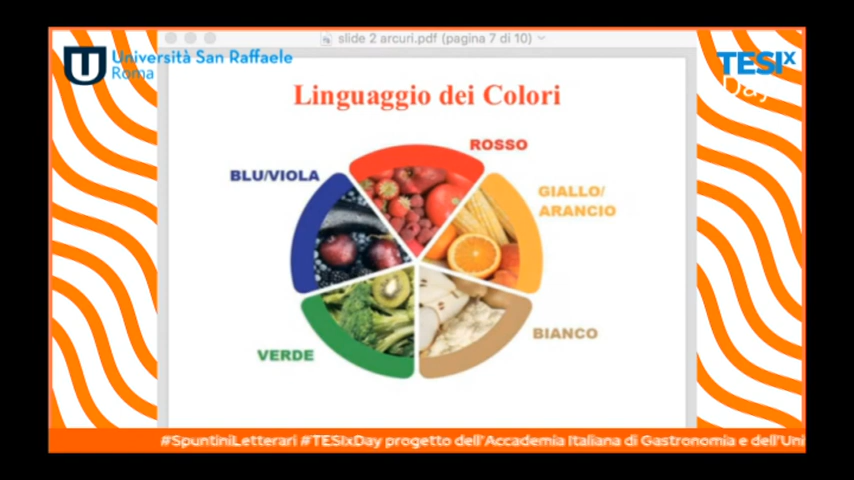 slide 2 arcuri.pdf (pagina 7 di 10)
Università San Raffaele
Roma
TESIx
Day
Linguaggio dei Colori
ROSSO
BLU/VIOLA
GIALLO/
ARANCIO
BIANCO
VERDE
#SpuntiniLetterari #TESIxDay progetto dell'Accademia Italiana di Gastronomia e dell'Uni